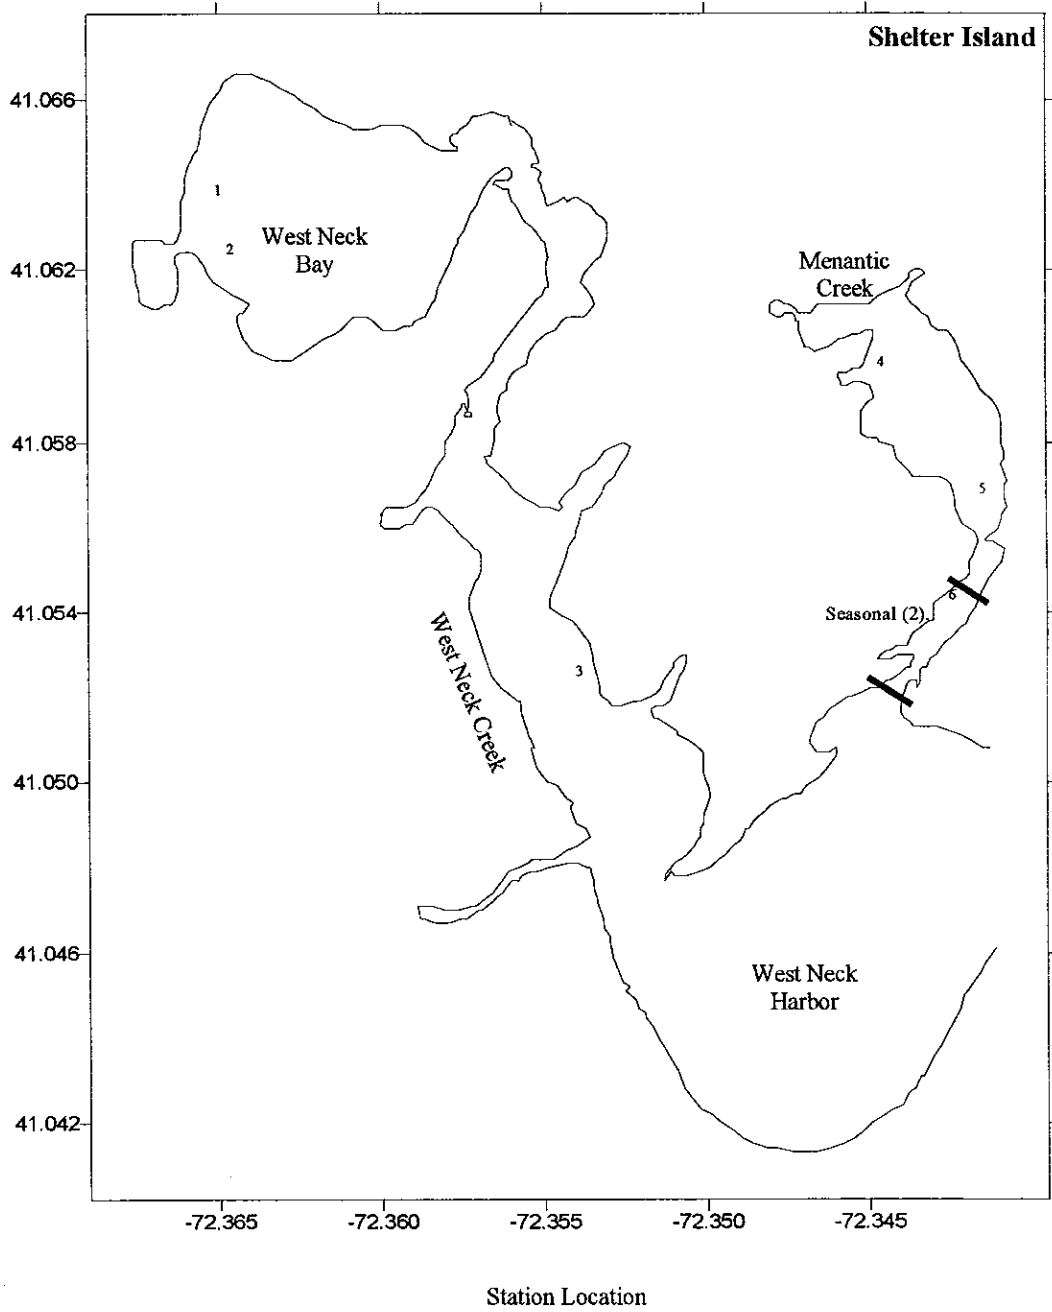 Shelter Island
41.066
1
2
West Neck
Bay
41.062
Menantic
Creek
4
41.058
5
6
41.054
Seasonal (2)
West Neck Creek
3
41.050
41.046
West Neck
Harbor
41.042
-72.365
-72.360
-72.355
-72.350
-72.345
Station Location